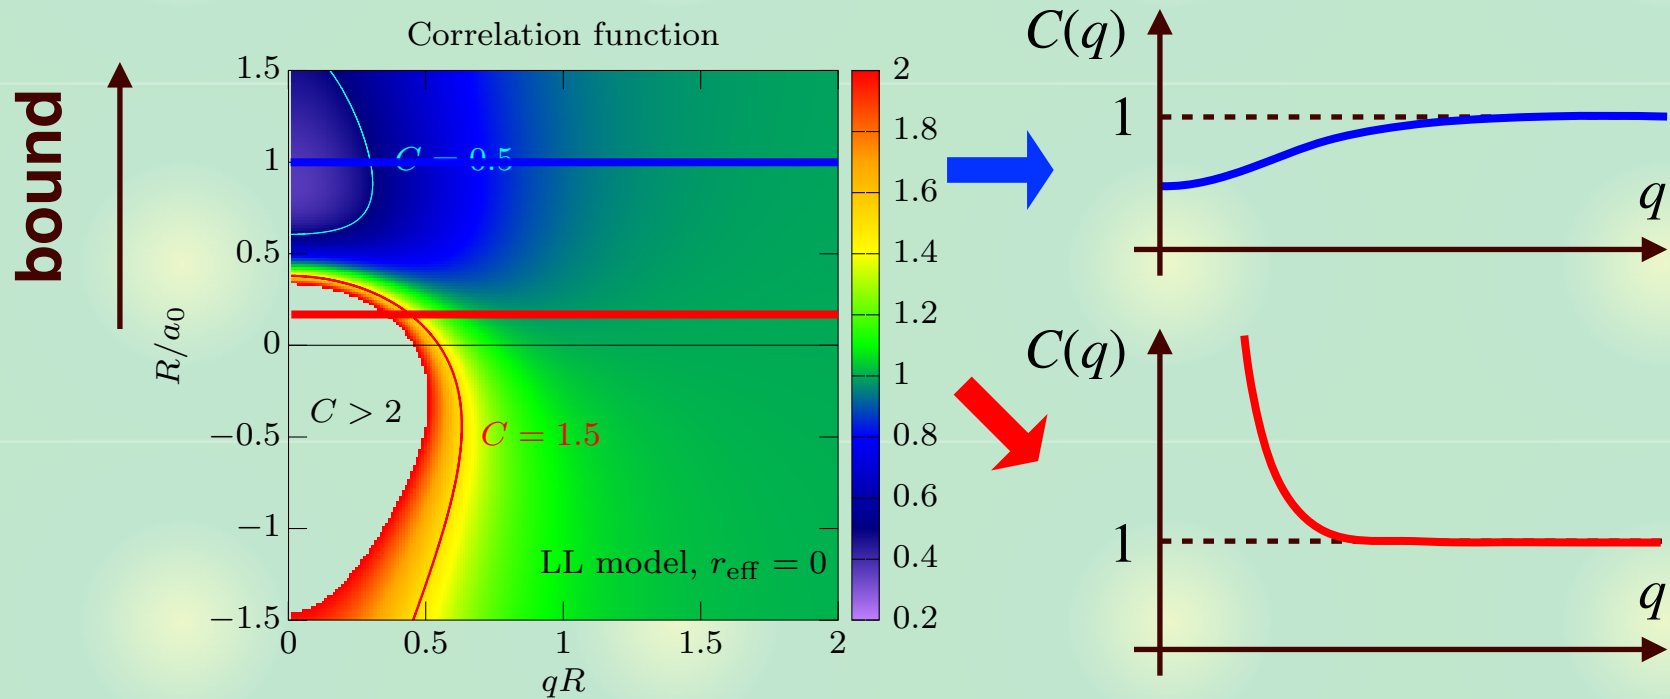 Correlation function
bound
R/a₀
1.5
1
0.5
0
−0.5
−1
−1.5
C = 0.5
C > 2
C = 1.5
LL model, r_eff = 0
0
0.5
1
1.5
2
qR
2
1.8
1.6
1.4
1.2
1
0.8
0.6
0.4
0.2
C(q)
1
q
C(q)
1
q